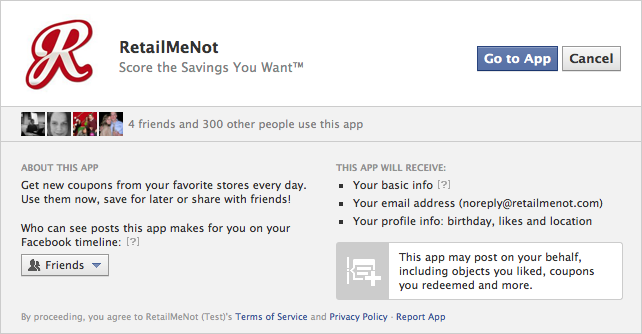 R
RetailMeNot
Score the Savings You Want™
Go to App
Cancel
4 friends and 300 other people use this app
ABOUT THIS APP
Get new coupons from your favorite stores every day.
Use them now, save for later or share with friends!
Who can see posts this app makes for you on your
Facebook timeline: [?]
Friends
THIS APP WILL RECEIVE:
Your basic info [?]
Your email address (noreply@retailmenot.com)
Your profile info: birthday, likes and location
This app may post on your behalf,
including objects you liked, coupons
you redeemed and more.
By proceeding, you agree to RetailMeNot (Test)'s Terms of Service and Privacy Policy · Report App